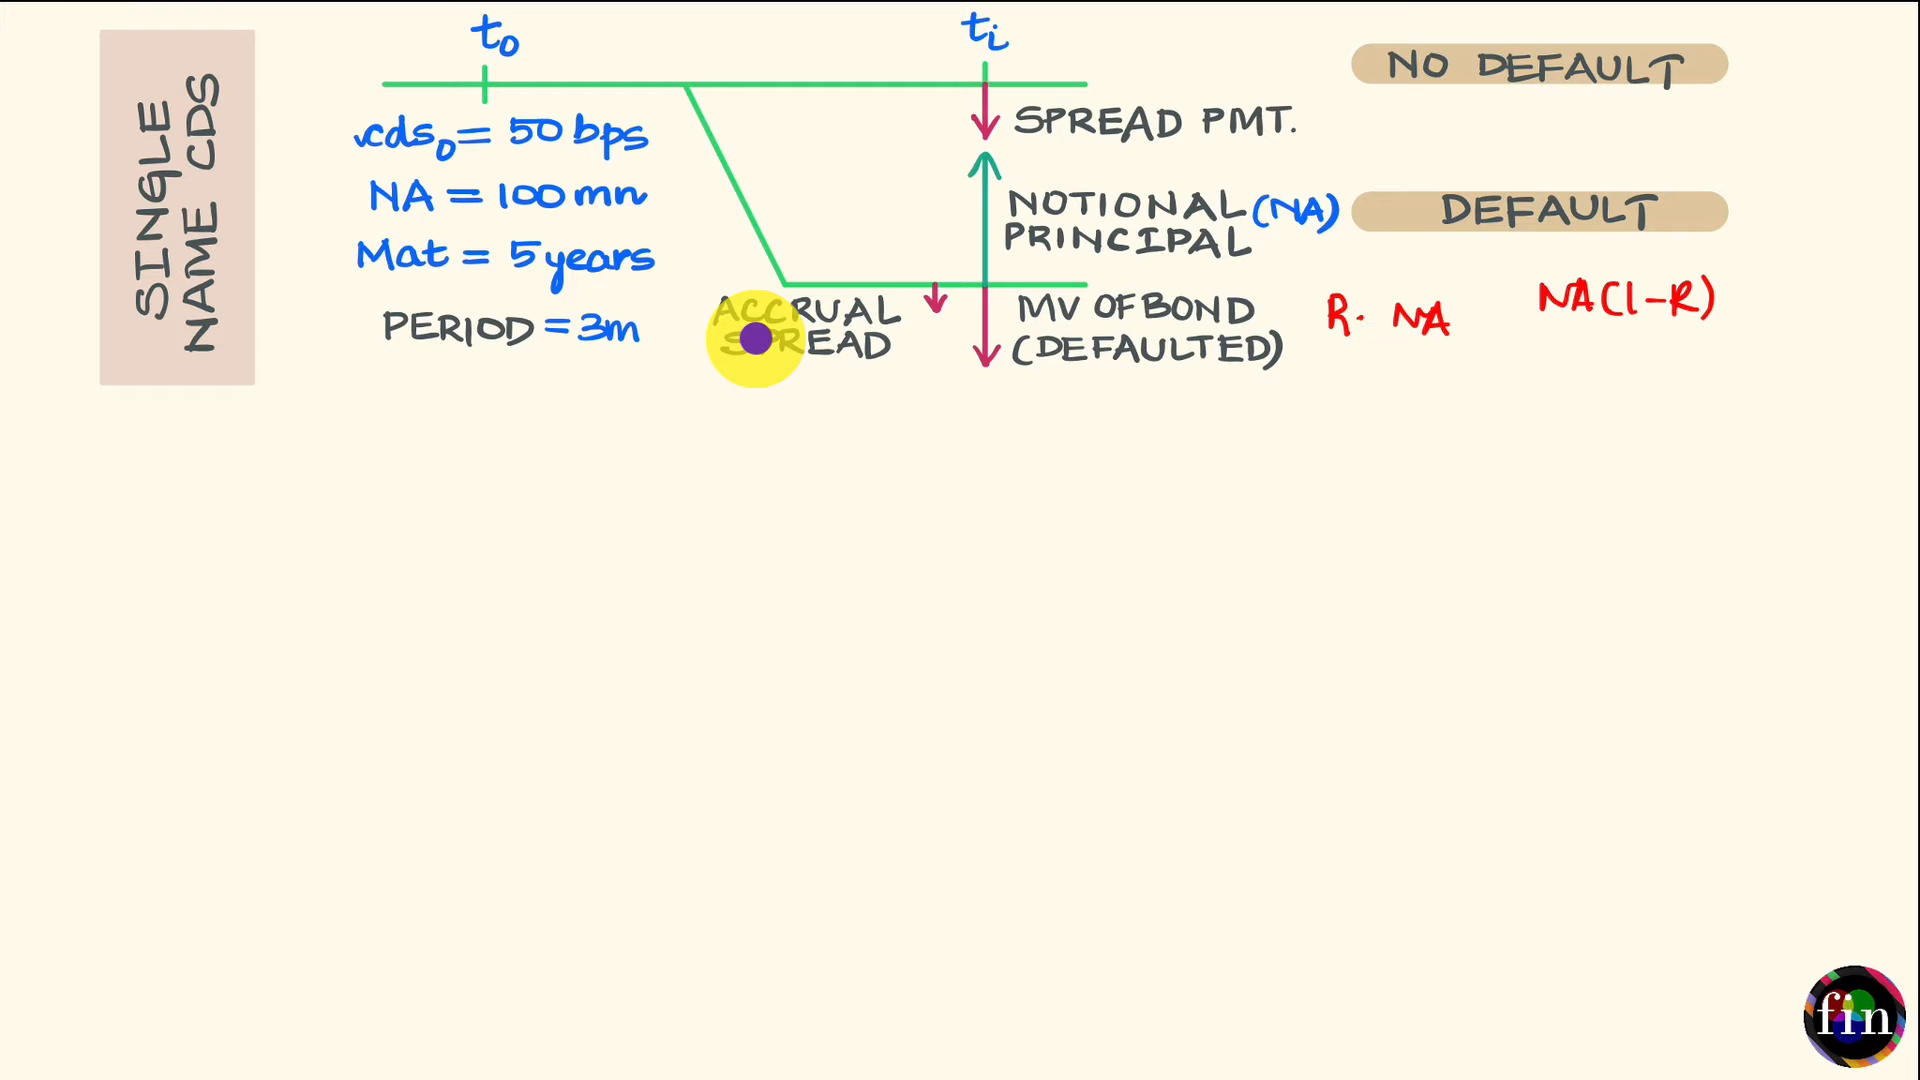 SINGLE
NAME CDS
t0
ti
cds0 = 50 bps
NA = 100 mn
Mat = 5 years
PERIOD = 3m
SPREAD PMT.
NOTIONAL (NA)
PRINCIPAL
ACCRUAL
SPREAD
MV OF BOND
(DEFAULTED)
NO DEFAULT
DEFAULT
R. NA
NA(1-R)
fin